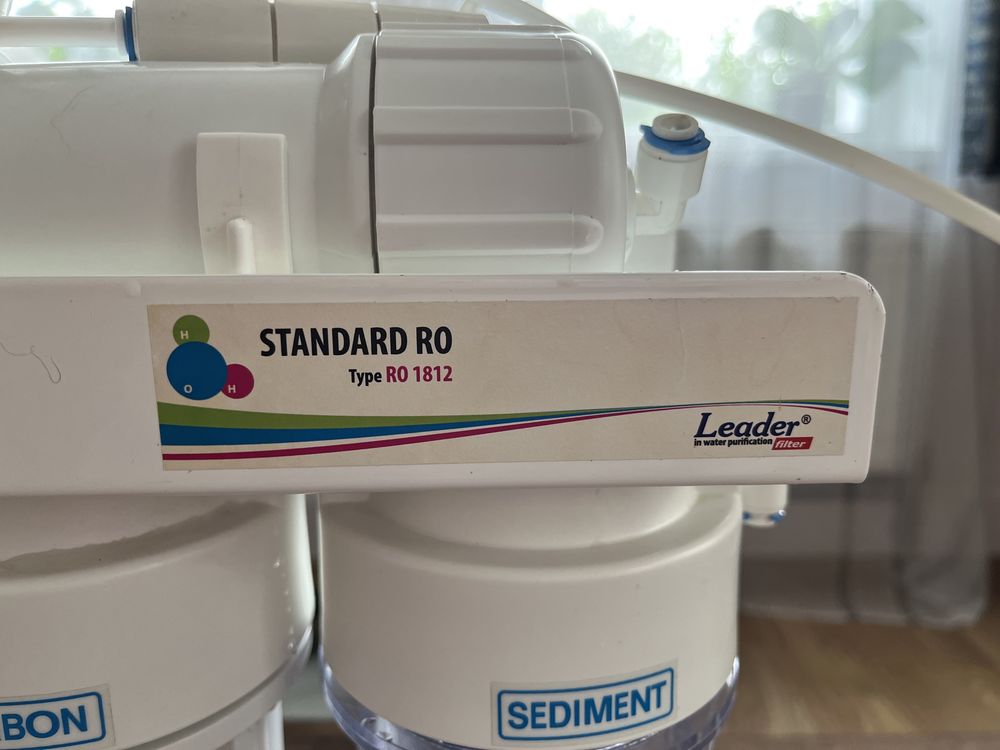 H
O
H
STANDARD RO
Type RO 1812
Leader®
in water purification filter
BON
SEDIMENT